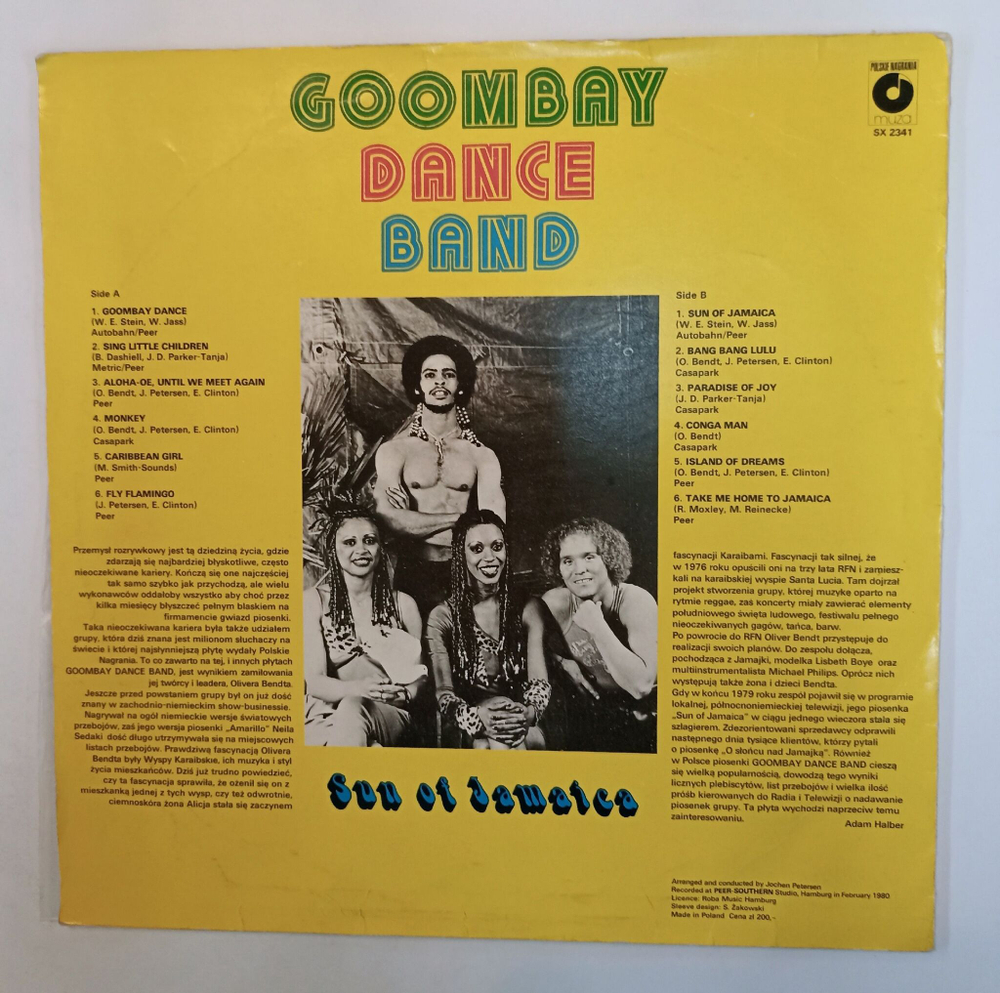 GOOMBAY
DANCE
BAND
POLSKIE NAGRANIA
muza
SX 2341
Side A
1. GOOMBAY DANCE
(W. E. Stein, W. Jass)
Autobahn/Peer
2. SING LITTLE CHILDREN
(B. Dashiell, J. D. Parker-Tanja)
Metric/Peer
3. ALOHA-OE, UNTIL WE MEET AGAIN
(O. Bendt, J. Petersen, E. Clinton)
Peer
4. MONKEY
(O. Bendt, J. Petersen, E. Clinton)
Casapark
5. CARIBBEAN GIRL
(M. Smith-Sounds)
Peer
6. FLY FLAMINGO
(J. Petersen, E. Clinton)
Peer
Side B
1. SUN OF JAMAICA
(W. E. Stein, W. Jass)
Autobahn/Peer
2. BANG BANG LULU
(O. Bendt, J. Petersen, E. Clinton)
Casapark
3. PARADISE OF JOY
(J. D. Parker-Tanja)
Casapark
4. CONGA MAN
(O. Bendt)
Casapark
5. ISLAND OF DREAMS
(O. Bendt, J. Petersen, E. Clinton)
Peer
6. TAKE ME HOME TO JAMAICA
(R. Moxley, M. Reinecke)
Peer
Przemysł rozrywkowy jest tą dziedziną życia, gdzie
zdarzają się najbardziej błyskotliwe, często
nieoczekiwane kariery. Kończą się one najczęściej
tak samo szybko jak przychodzą, ale wielu
wykonawców oddałoby wszystko aby choć przez
kilka miesięcy błyszczeć pełnym blaskiem na
firmamencie gwiazd piosenki.
Taka nieoczekiwana kariera była także udziałem
grupy, która dziś znana jest milionom słuchaczy na
świecie i której najsłynniejszą płytę wydały Polskie
Nagrania. To co zawarto na tej, i innych płytach
GOOMBAY DANCE BAND, jest wynikiem zamiłowania
jej twórcy i leadera, Olivera Bendta.
Jeszcze przed powstaniem grupy był on już dość
znany w zachodnio-niemieckim show-businessie.
Nagrywał na ogół niemieckie wersje światowych
przebojów, zaś jego wersja piosenki „Amarillo" Neila
Sedaki dość długo utrzymywała się na miejscowych
listach przebojów. Prawdziwą fascynacją Olivera
Bendta były Wyspy Karaibskie, ich muzyka i styl
życia mieszkańców. Dziś już trudno powiedzieć,
czy ta fascynacja sprawiła, że ożenił się on z
mieszkanką jednej z tych wysp, czy też odwrotnie,
ciemnoskóra żona Alicja stała się zaczynem
fascynacji Karaibami. Fascynacji tak silnej, że
w 1976 roku opuścili oni na trzy lata RFN i zamiesz-
kali na karaibskiej wyspie Santa Lucia. Tam dojrzał
projekt stworzenia grupy, której muzykę oparto na
rytmie reggae, zaś koncerty miały zawierać elementy
południowego święta ludowego, festiwalu pełnego
nieoczekiwanych gagów, tańca, barw.
Po powrocie do RFN Oliver Bendt przystępuje do
realizacji swoich planów. Do zespołu dołącza,
pochodząca z Jamajki, modelka Lisbeth Boye oraz
multiinstrumentalista Michael Philips. Oprócz nich
występują także żona i dzieci Bendta.
Gdy w końcu 1979 roku zespół pojawił się w programie
lokalnej, północnoniemieckiej telewizji, jego piosenka
„Sun of Jamaica" w ciągu jednego wieczora stała się
szlagierem. Zdezorientowani sprzedawcy odprawili
następnego dnia tysiące klientów, którzy pytali
o piosenkę „O słońcu nad Jamajką". Również
w Polsce piosenki GOOMBAY DANCE BAND cieszą
się wielką popularnością, dowodzą tego wyniki
licznych plebiscytów, list przebojów i wielka ilość
próśb kierowanych do Radia i Telewizji o nadawanie
piosenek grupy. Ta płyta wychodzi naprzeciw temu
zainteresowaniu.
Adam Halber
Sun of Jamaica
Arranged and conducted by Jochen Petersen
Recorded at PEER-SOUTHERN Studio, Hamburg in February 1980
Licence: Roba Music Hamburg
Sleeve design: S. Żakowski
Made in Poland Cena zł 200,-